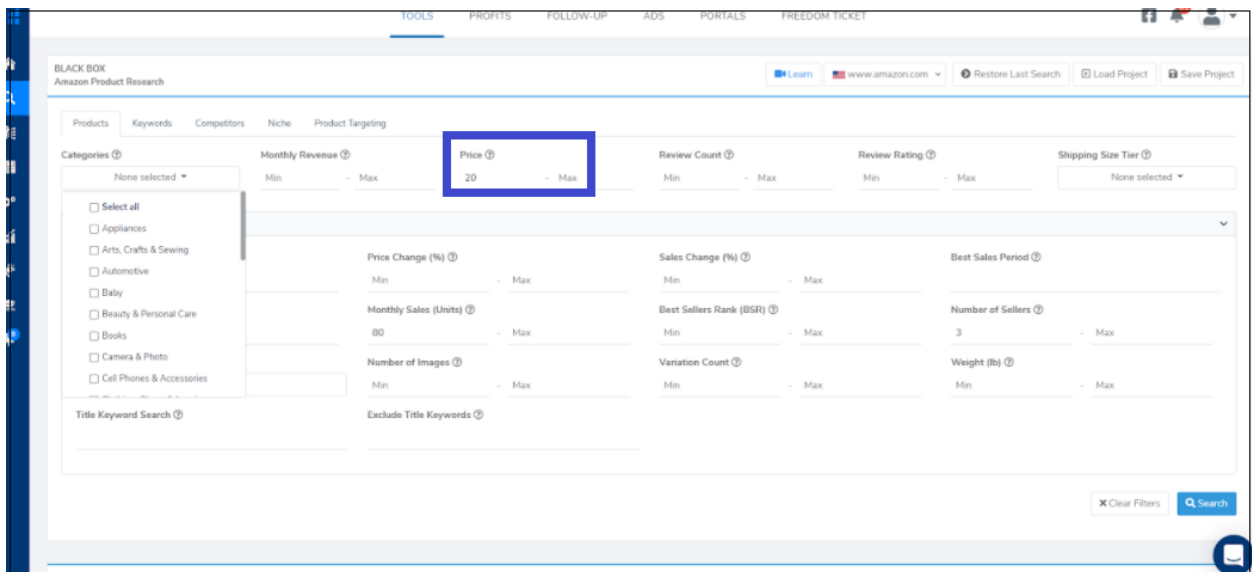 TOOLS PROFITS FOLLOW-UP ADS PORTALS FREEDOM TICKET
BLACK BOX
Amazon Product Research
Learn www.amazon.com Restore Last Search Load Project Save Project
Products Keywords Competitors Niche Product Targeting
Categories Monthly Revenue Price Review Count Review Rating Shipping Size Tier
None selected Min - Max 20 - Max Min - Max Min - Max None selected
Select all
Appliances
Arts, Crafts & Sewing
Automotive
Baby
Beauty & Personal Care
Books
Camera & Photo
Cell Phones & Accessories
Price Change (%) Sales Change (%) Best Sales Period
Min - Max Min - Max
Monthly Sales (Units) Best Sellers Rank (BSR) Number of Sellers
80 - Max Min - Max 3 - Max
Number of Images Variation Count Weight (lb)
Min - Max Min - Max Min - Max
Title Keyword Search Exclude Title Keywords
Clear Filters Search